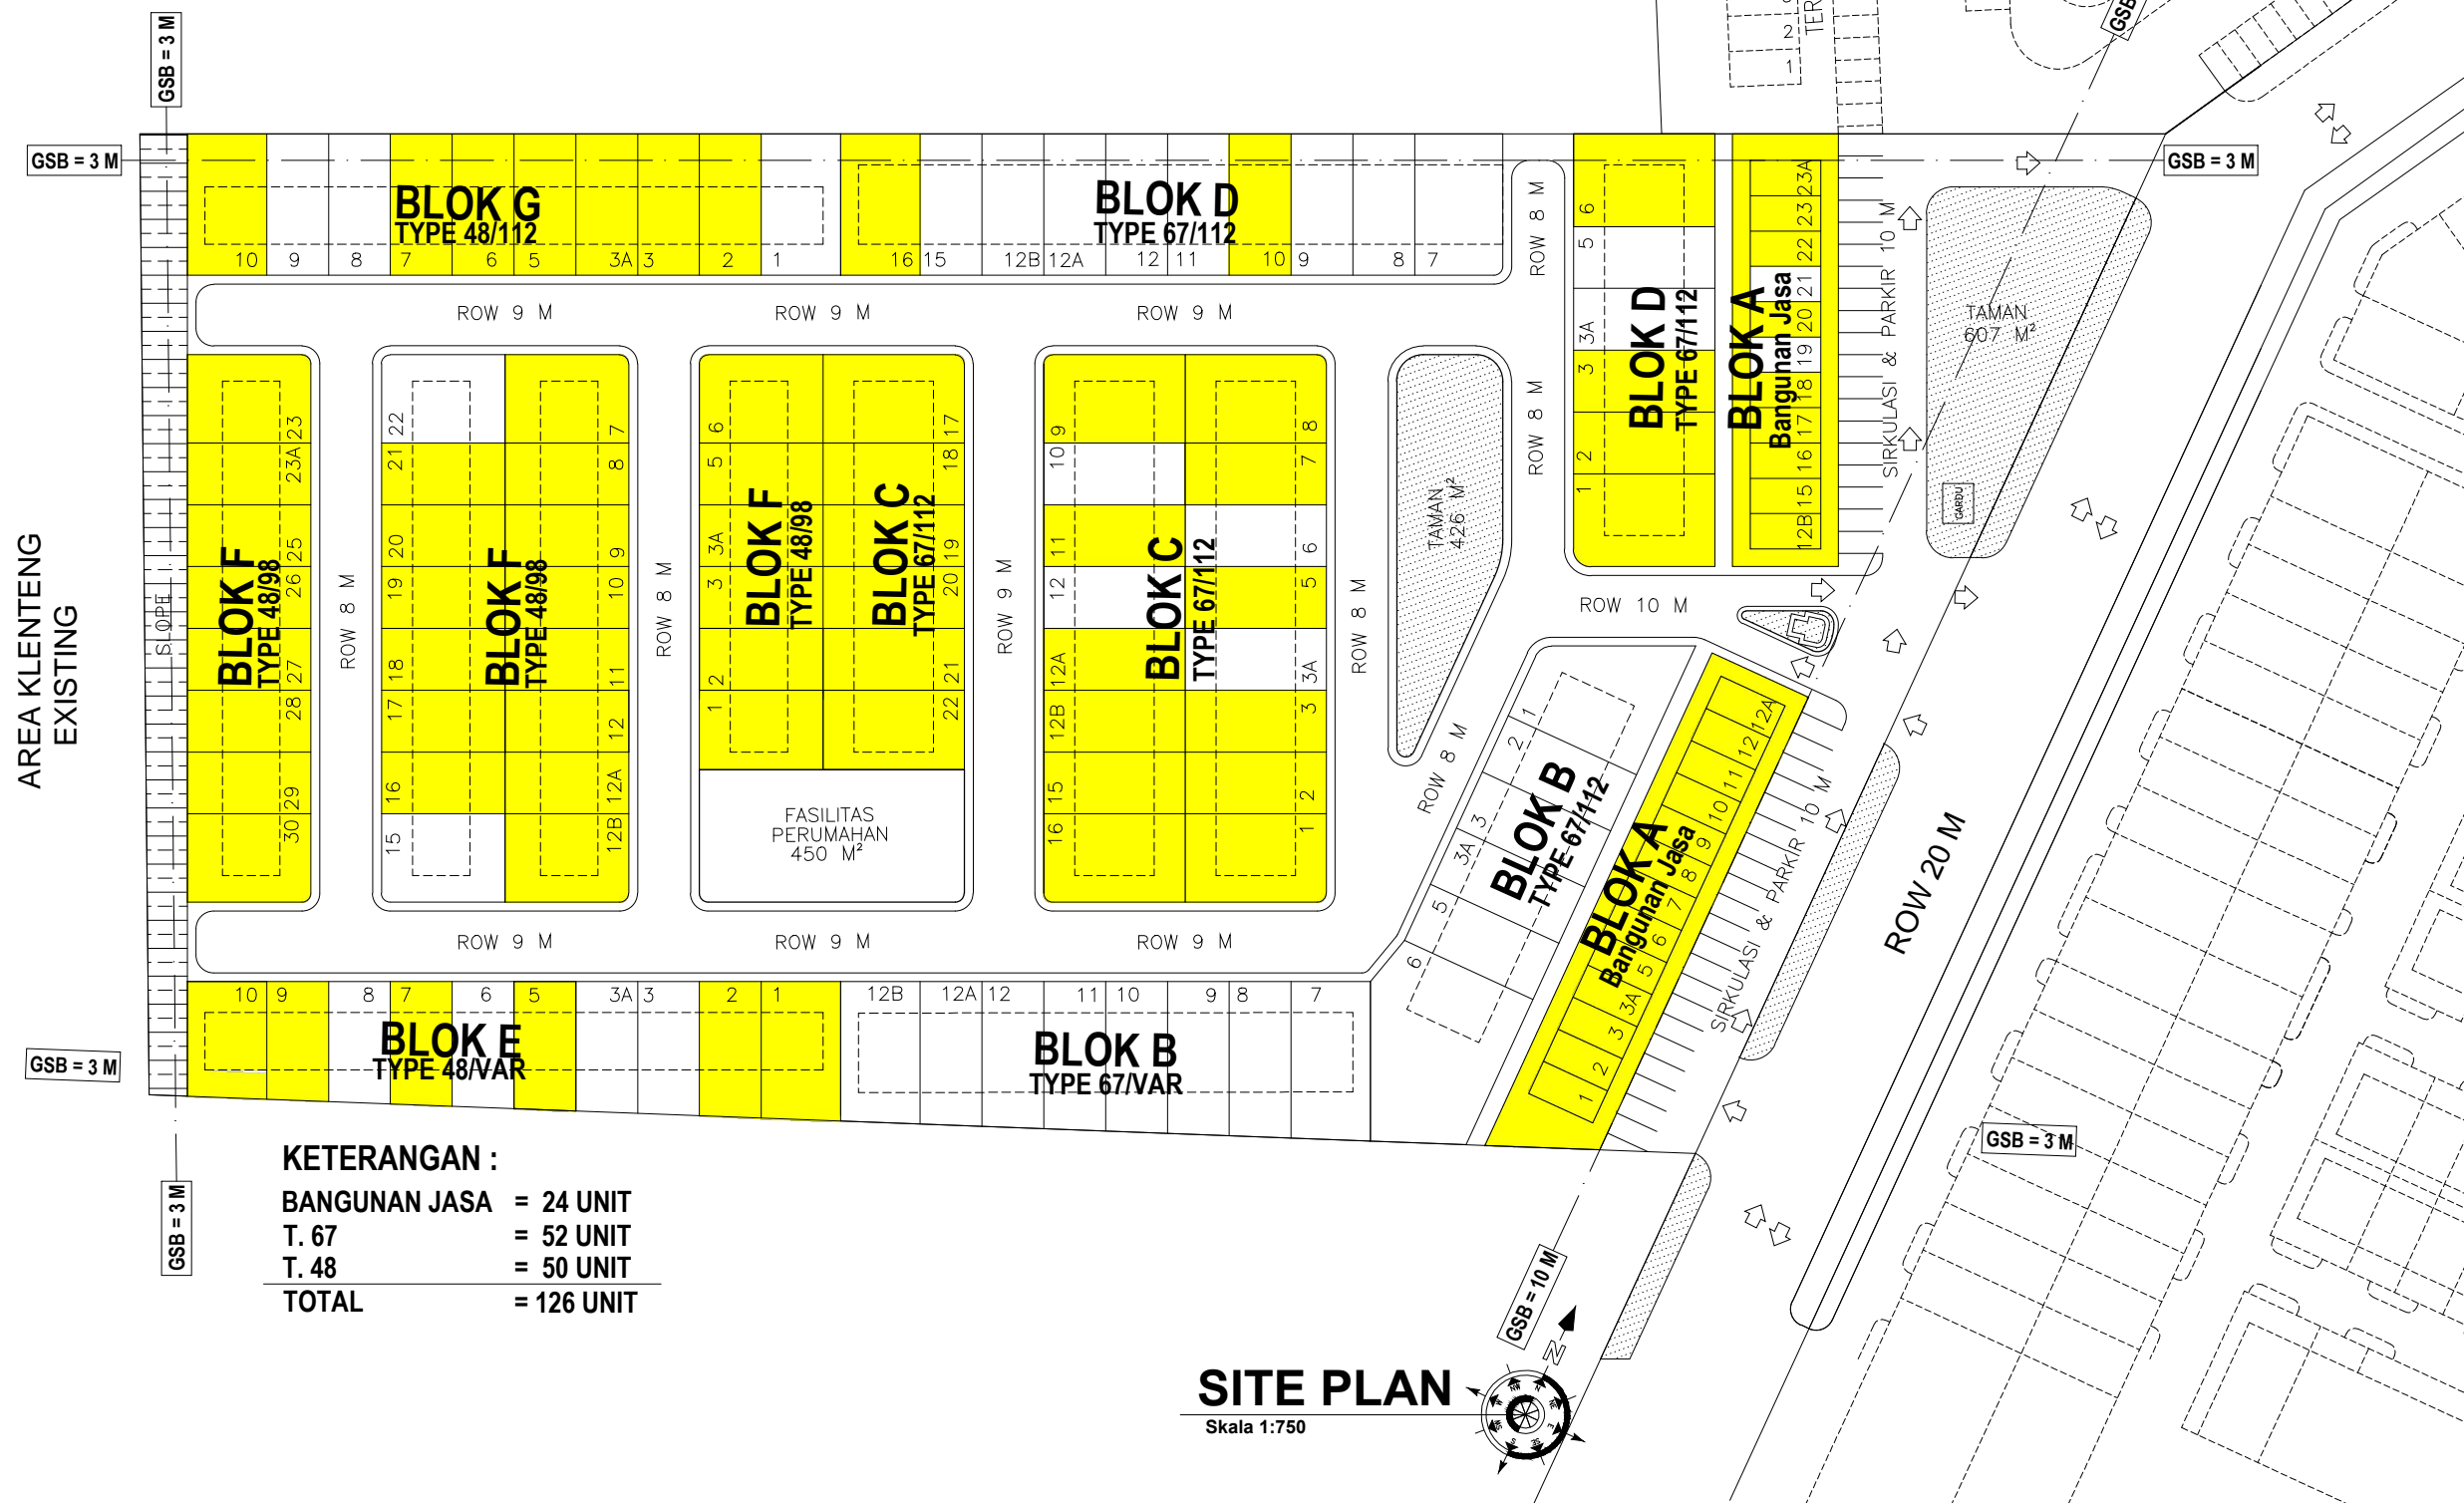 GSB = 3 M
GSB = 3 M
GSB = 3 M
GSB
TER
2
1
BLOK G
TYPE 48/112
10 9 8 7 6 5 3A 3 2 1
BLOK D
TYPE 67/112
16 15 12B 12A 12 11 10 9 8 7
ROW 9 M
ROW 9 M
ROW 9 M
ROW 8 M
ROW 8 M
BLOK D
TYPE 67/112
6
5
3A
3
2
1
BLOK A
Bangunan Jasa
23A
23
22
21
20
19
18
17
16
15
12B
SIRKULASI & PARKIR 10 M
TAMAN
607 M²
GARDU
AREA KLENTENG
EXISTING
SLOPE
BLOK F
TYPE 48/98
23
23A
25
26
27
28
29
30
ROW 8 M
BLOK F
TYPE 48/98
22
21
20
19
18
17
16
15
7
8
9
10
11
12
12A
12B
ROW 8 M
BLOK F
TYPE 48/98
6
5
3A
3
2
1
BLOK C
TYPE 67/112
17
18
19
20
21
22
FASILITAS
PERUMAHAN
450 M²
ROW 9 M
BLOK C
TYPE 67/112
9
10
11
12
12A
12B
15
16
8
7
6
5
3A
3
2
1
ROW 8 M
TAMAN
426 M²
ROW 10 M
ROW 8 M
BLOK B
TYPE 67/112
1
2
3
3A
5
6
BLOK A
Bangunan Jasa
12A
12
11
10
9
8
7
6
5
3A
3
2
1
SIRKULASI & PARKIR 10 M
ROW 20 M
ROW 9 M
ROW 9 M
ROW 9 M
10 9 8 7 6 5 3A 3 2 1
BLOK E
TYPE 48/VAR
12B 12A 12 11 10 9 8 7
BLOK B
TYPE 67/VAR
GSB = 3 M
GSB = 3 M
GSB = 3 M
GSB = 10 M
KETERANGAN :
BANGUNAN JASA = 24 UNIT
T. 67 = 52 UNIT
T. 48 = 50 UNIT
TOTAL = 126 UNIT
SITE PLAN
Skala 1:750
N